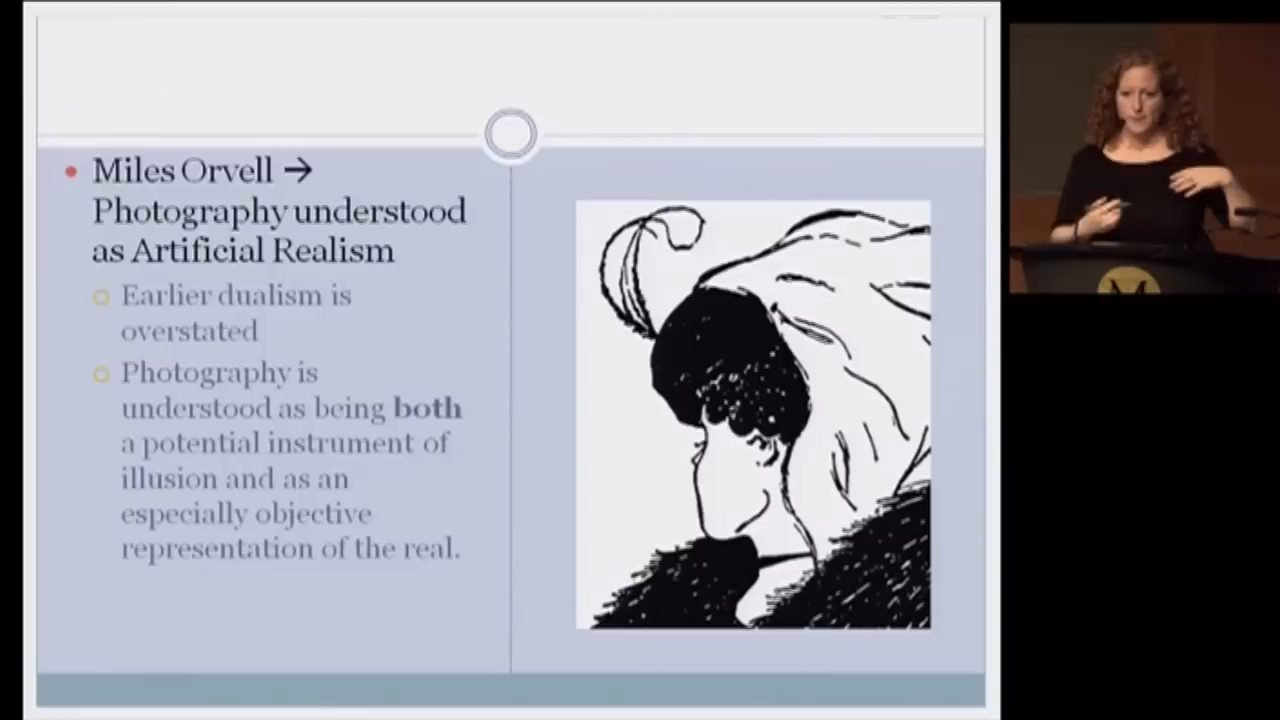 Miles Orvell →
Photography understood
as Artificial Realism
Earlier dualism is
overstated
Photography is
understood as being both
a potential instrument of
illusion and as an
especially objective
representation of the real.
M